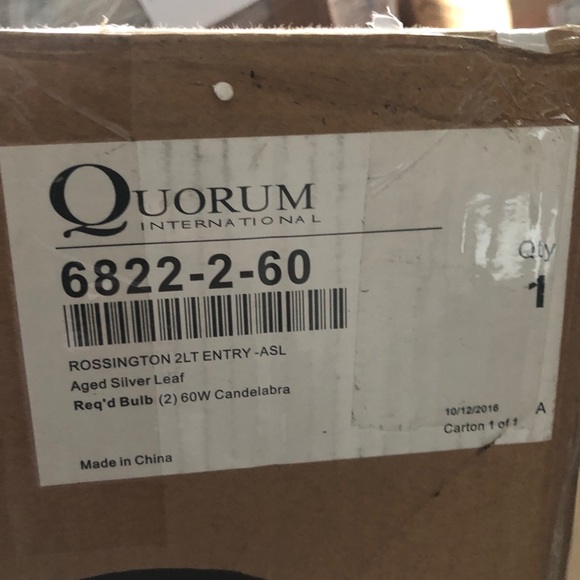 QUORUM
INTERNATIONAL
6822-2-60
Qty
1
ROSSINGTON 2LT ENTRY -ASL
Aged Silver Leaf
Req'd Bulb (2) 60W Candelabra
10/12/2016 A
Carton 1 of 1
Made in China